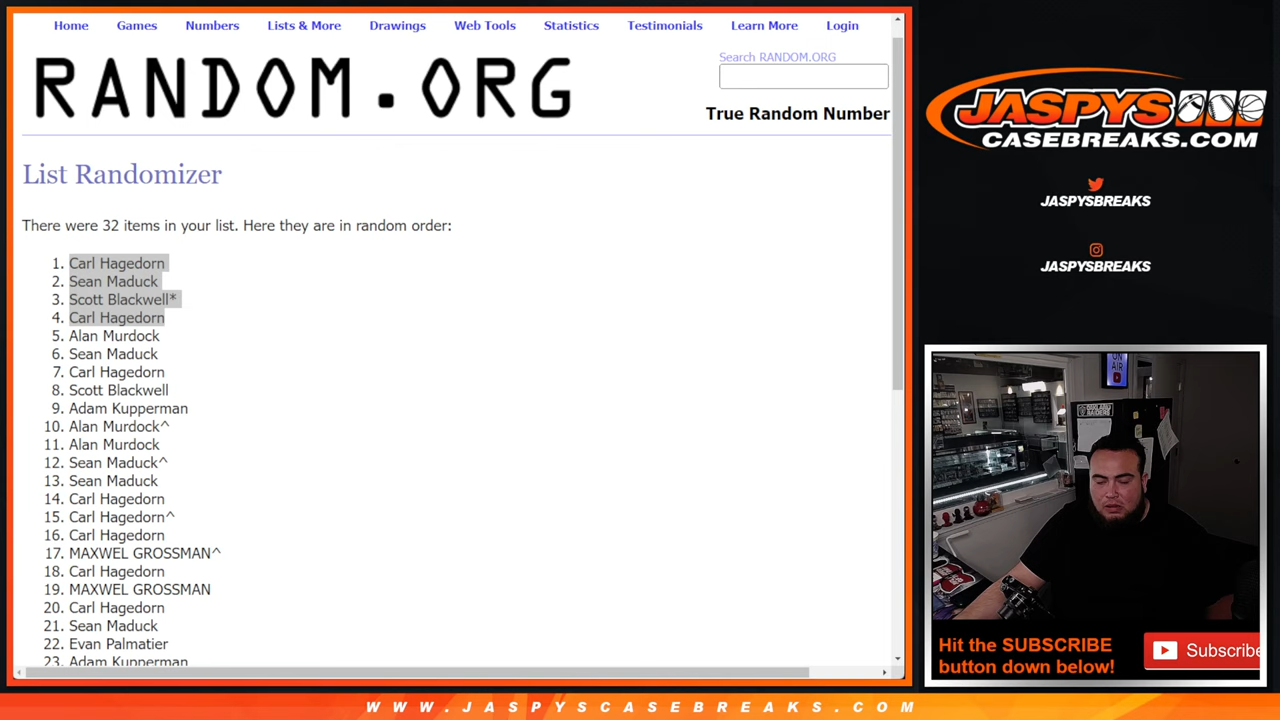 Home Games Numbers Lists & More Drawings Web Tools Statistics Testimonials Learn More Login
RANDOM.ORG
Search RANDOM.ORG
True Random Number
List Randomizer
There were 32 items in your list. Here they are in random order:
1. Carl Hagedorn
2. Sean Maduck
3. Scott Blackwell*
4. Carl Hagedorn
5. Alan Murdock
6. Sean Maduck
7. Carl Hagedorn
8. Scott Blackwell
9. Adam Kupperman
10. Alan Murdock^
11. Alan Murdock
12. Sean Maduck^
13. Sean Maduck
14. Carl Hagedorn
15. Carl Hagedorn^
16. Carl Hagedorn
17. MAXWEL GROSSMAN^
18. Carl Hagedorn
19. MAXWEL GROSSMAN
20. Carl Hagedorn
21. Sean Maduck
22. Evan Palmatier
23. Adam Kupperman
JASPYS
CASEBREAKS.COM
JASPYSBREAKS
JASPYSBREAKS
ON
AIR
Hit the SUBSCRIBE
button down below!
Subscribe
WWW.JASPYSCASEBREAKS.COM